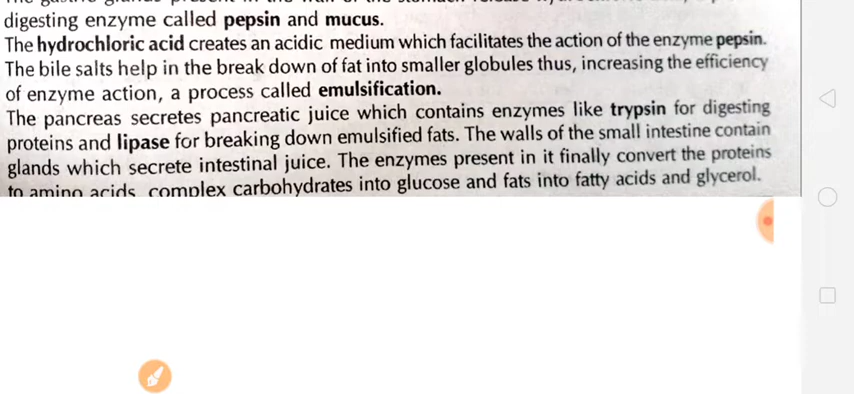 digesting enzyme called pepsin and mucus.
The hydrochloric acid creates an acidic medium which facilitates the action of the enzyme pepsin.
The bile salts help in the break down of fat into smaller globules thus, increasing the efficiency
of enzyme action, a process called emulsification.
The pancreas secretes pancreatic juice which contains enzymes like trypsin for digesting
proteins and lipase for breaking down emulsified fats. The walls of the small intestine contain
glands which secrete intestinal juice. The enzymes present in it finally convert the proteins
to amino acids, complex carbohydrates into glucose and fats into fatty acids and glycerol.